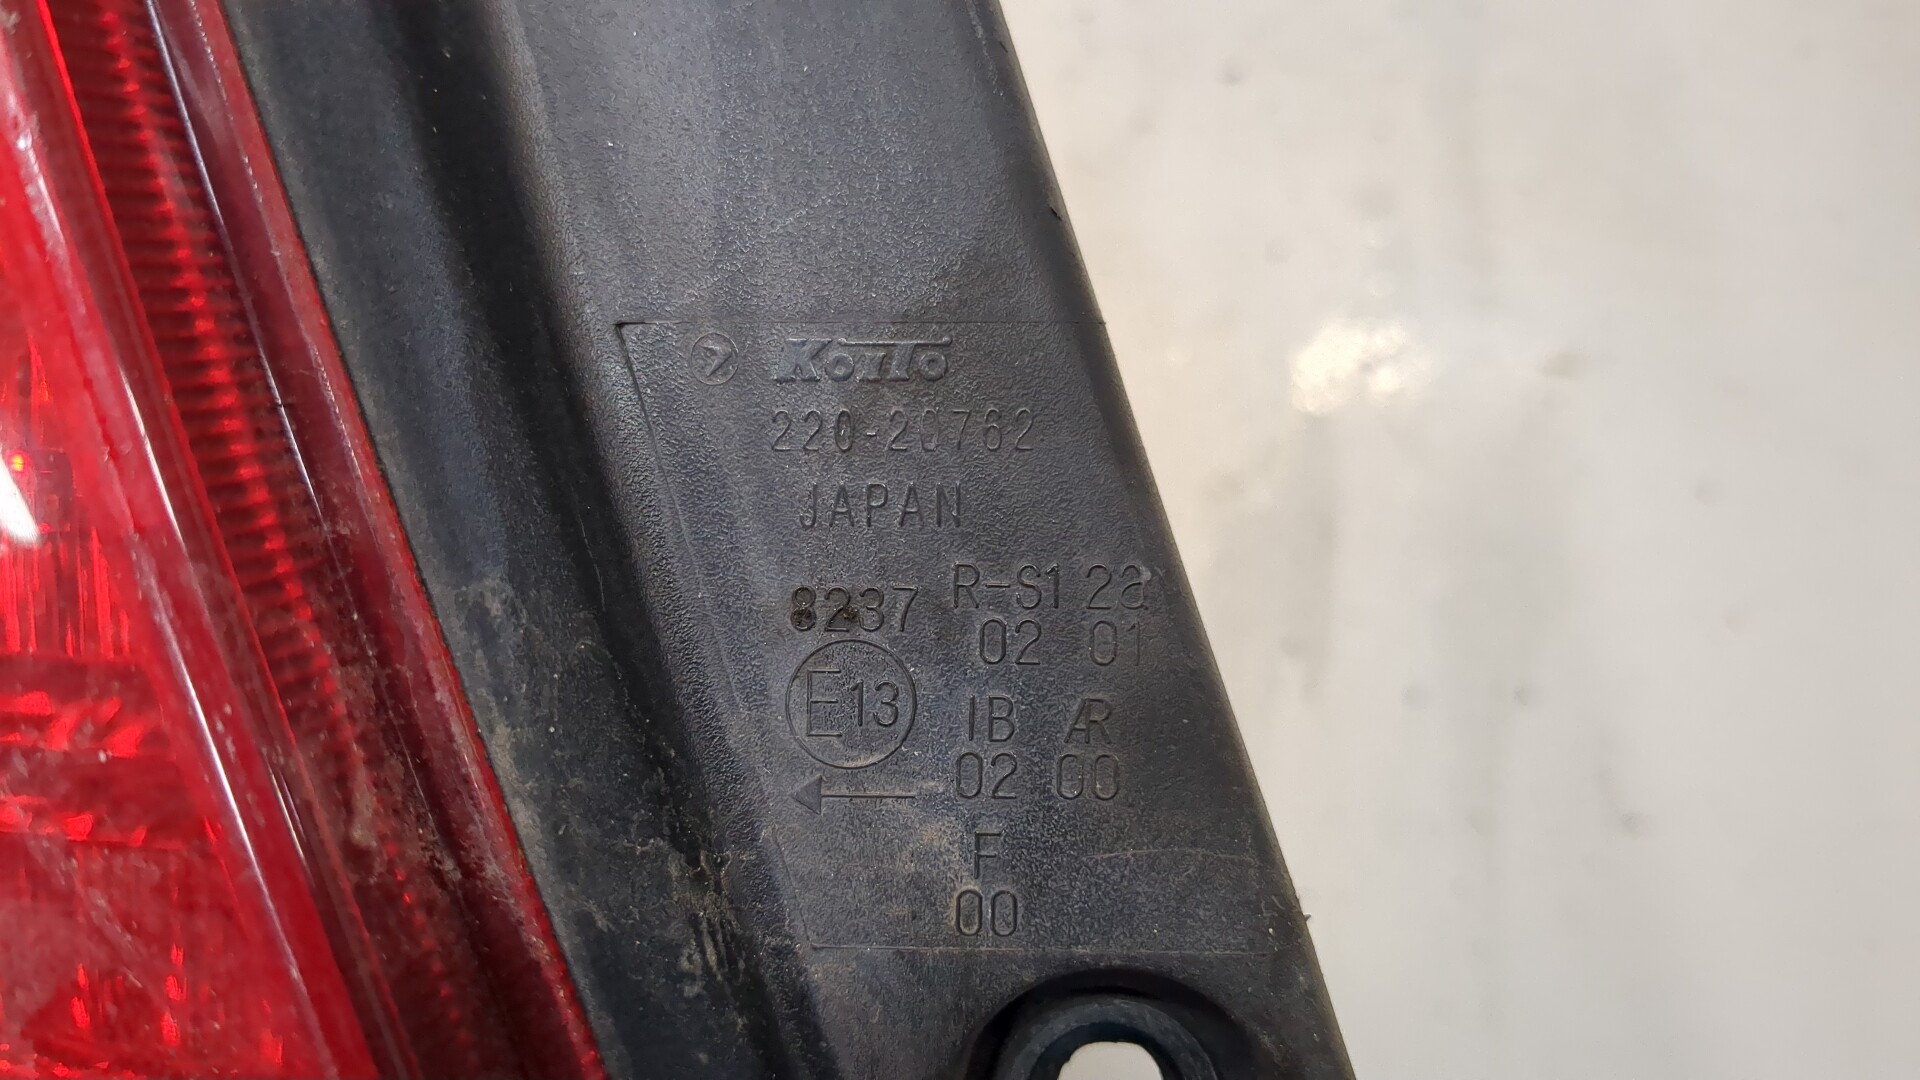 KOITO
220-20762
JAPAN
8237 R-S1 2a
02 01
E13 IB AR
02 00
F
00